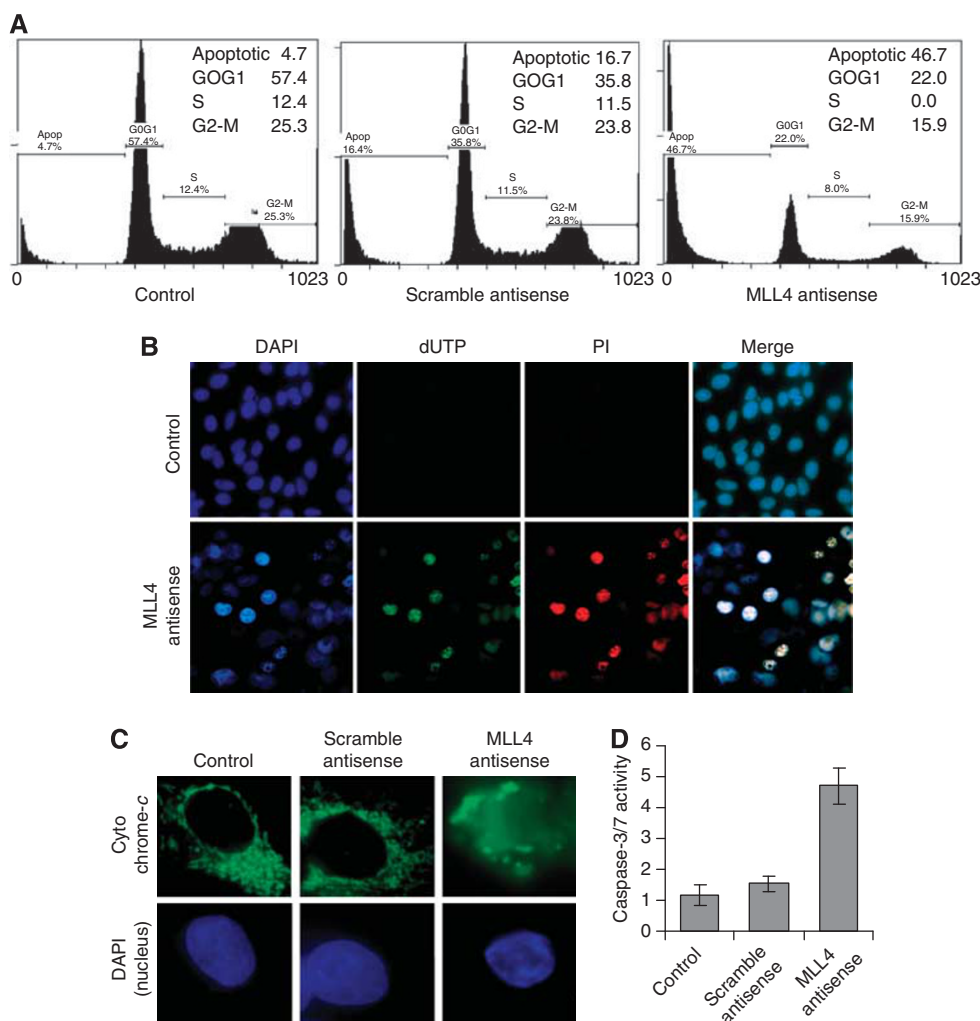 A
Apoptotic 4.7
GOG1 57.4
S 12.4
G2-M 25.3
Apop
4.7%
G0G1
57.4%
S
12.4%
G2-M
25.3%
0 1023
Control
Apoptotic 16.7
GOG1 35.8
S 11.5
G2-M 23.8
Apop
16.4%
G0G1
35.8%
S
11.5%
G2-M
23.8%
0 1023
Scramble antisense
Apoptotic 46.7
GOG1 22.0
S 0.0
G2-M 15.9
Apop
46.7%
G0G1
22.0%
S
8.0%
G2-M
15.9%
0 1023
MLL4 antisense
B
DAPI dUTP PI Merge
Control
MLL4
antisense
C
Control
Scramble
antisense
MLL4
antisense
Cyto
chrome-c
DAPI
(nucleus)
D
Caspase-3/7 activity
6
5
4
3
2
1
0
Control
Scramble
antisense
MLL4
antisense